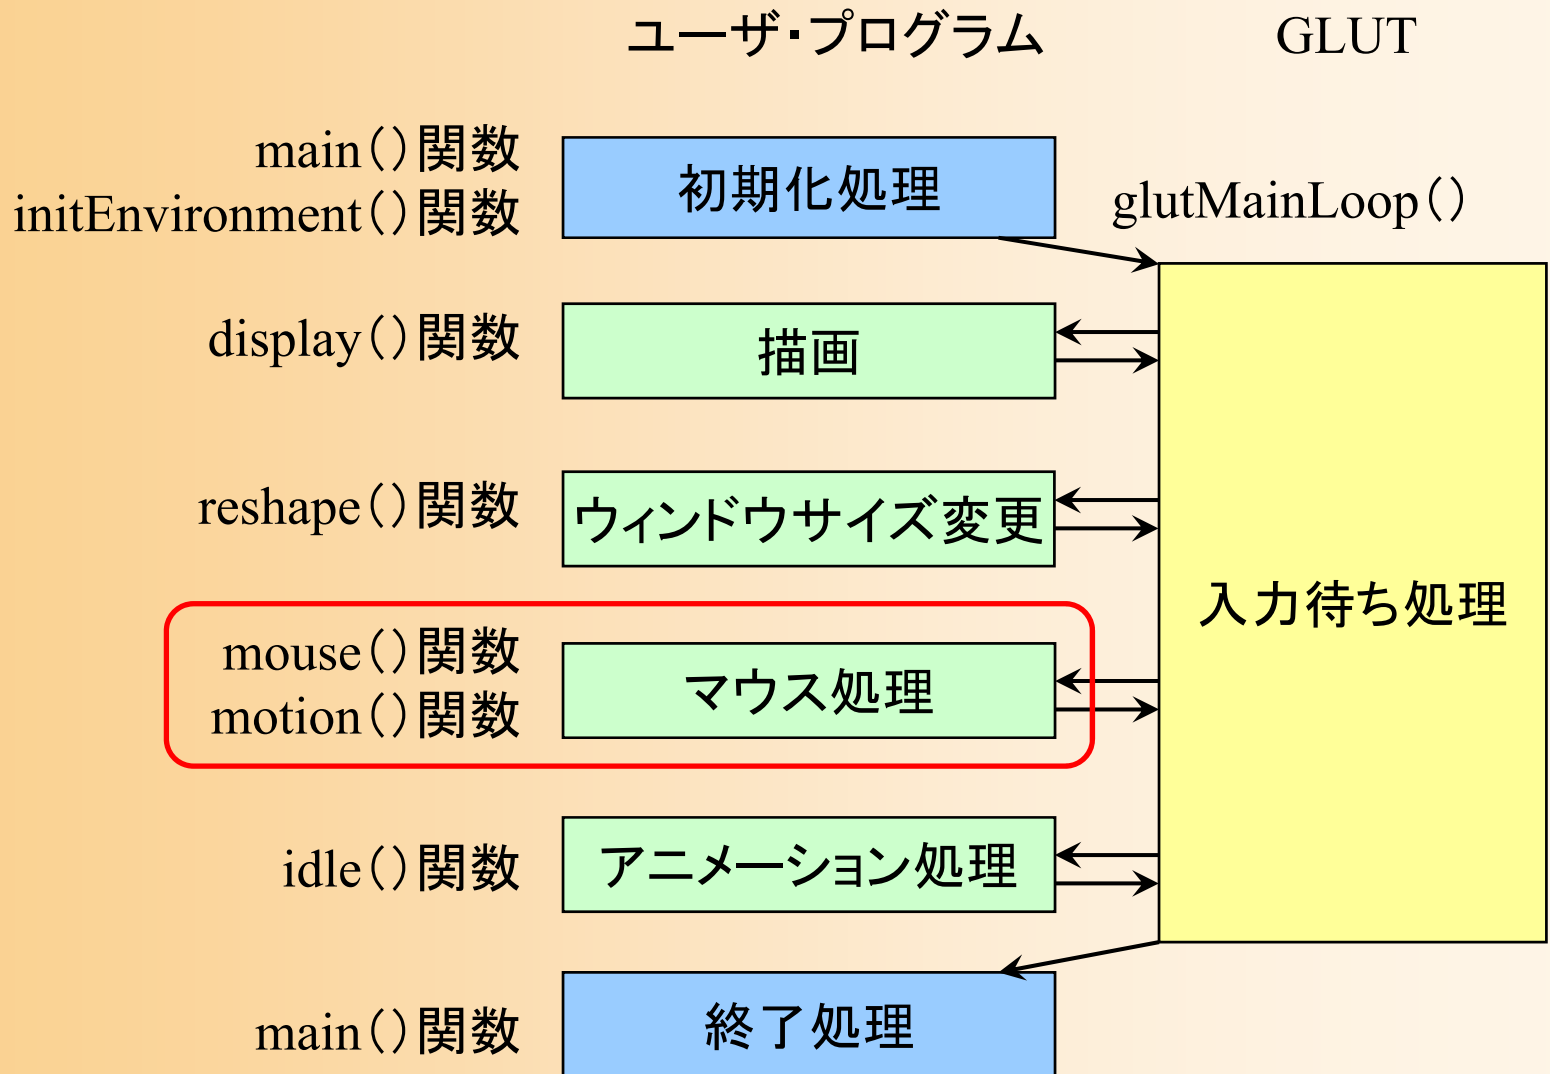 ユーザ・プログラム
GLUT
main()関数
initEnvironment()関数
初期化処理
glutMainLoop()
display()関数
描画
reshape()関数
ウィンドウサイズ変更
入力待ち処理
mouse()関数
motion()関数
マウス処理
idle()関数
アニメーション処理
main()関数
終了処理